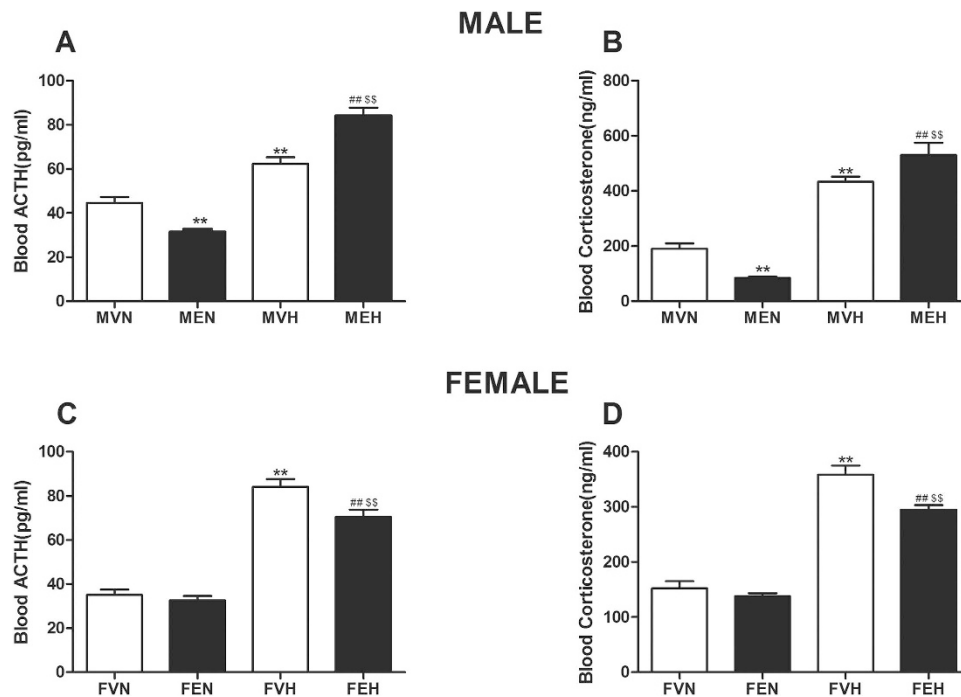 MALE
A
B
Blood ACTH(pg/ml)
100
80
60
40
20
0
**
**
## $$
MVN MEN MVH MEH
Blood Corticosterone(ng/ml)
800
600
400
200
0
**
**
## $$
MVN MEN MVH MEH
FEMALE
C
D
Blood ACTH(pg/ml)
100
80
60
40
20
0
**
## $$
FVN FEN FVH FEH
Blood Corticosterone(ng/ml)
400
300
200
100
0
**
## $$
FVN FEN FVH FEH